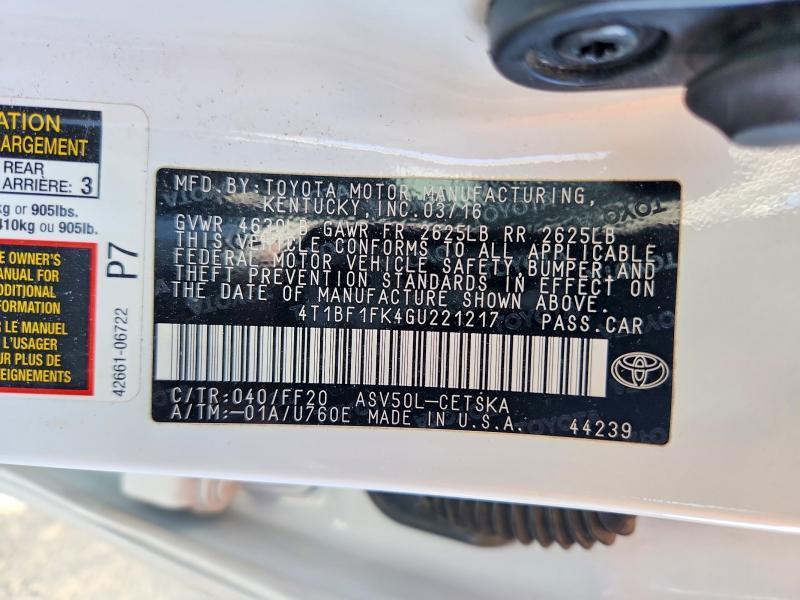 ATION
ARGEMENT
REAR
ARRIÈRE: 3
kg or 905lbs.
410kg ou 905lb.
E OWNER'S
MANUAL FOR
ADDITIONAL
INFORMATION
R LE MANUEL
L'USAGER
UR PLUS DE
SEIGNEMENTS
P7
42661-06722
MFD. BY: TOYOTA MOTOR MANUFACTURING,
KENTUCKY, INC. 03/16
GVWR 4630LB GAWR FR 2625LB RR 2625LB
THIS VEHICLE CONFORMS TO ALL APPLICABLE
FEDERAL MOTOR VEHICLE SAFETY, BUMPER, AND
THEFT PREVENTION STANDARDS IN EFFECT ON
THE DATE OF MANUFACTURE SHOWN ABOVE.
4T1BF1FK4GU221217 PASS. CAR
C/TR: 040/FF20 ASV50L-CETSKA
A/TM: -01A/U760E MADE IN U.S.A. 44239